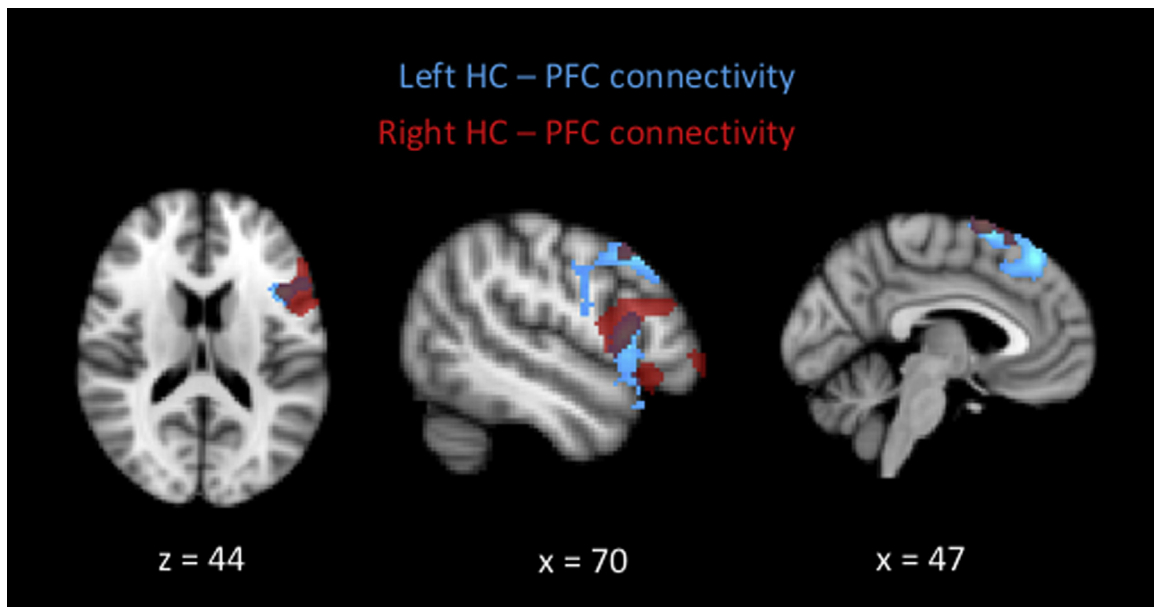 Left HC – PFC connectivity
Right HC – PFC connectivity
z = 44
x = 70
x = 47